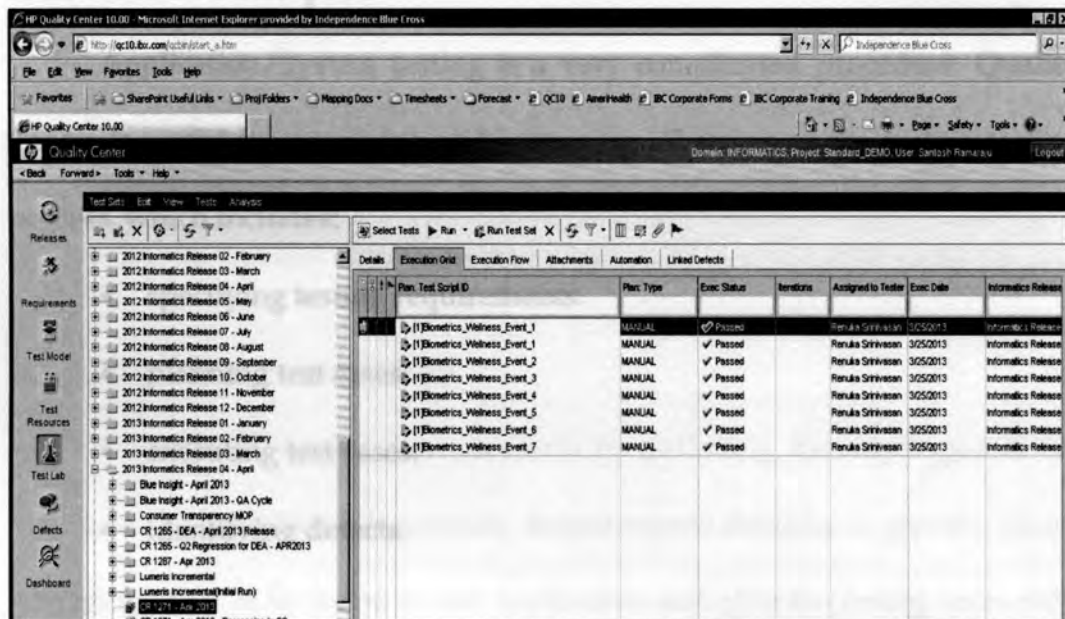 HP Quality Center 10.00 - Microsoft Internet Explorer provided by Independence Blue Cross
http://qc10.ibx.com/qcbin/start_a.htm
Independence Blue Cross
File Edit View Favorites Tools Help
Favorites SharePoint Useful Links Proj Folders Mapping Docs Timesheets Forecast QC10 AmeriHealth IBC Corporate Forms IBC Corporate Training Independence Blue Cross
HP Quality Center 10.00
Page Safety Tools
Quality Center Domain: INFORMATICS, Project: Standard_DEMO, User: Santosh Ramaraju Logout
< Back Forward > Tools Help
Test Sets Edit View Tests Analysis
Select Tests Run Run Test Set
Details Execution Grid Execution Flow Attachments Automation Linked Defects
Plan: Test Script ID Plan: Type Exec Status Iterations Assigned to Tester Exec Date Informatics Release
[1]Biometrics_Wellness_Event_1 MANUAL Passed Renuka Srinivasan 3/25/2013 Informatics Release
[1]Biometrics_Wellness_Event_1 MANUAL Passed Renuka Srinivasan 3/25/2013 Informatics Release
[1]Biometrics_Wellness_Event_2 MANUAL Passed Renuka Srinivasan 3/25/2013 Informatics Release
[1]Biometrics_Wellness_Event_3 MANUAL Passed Renuka Srinivasan 3/25/2013 Informatics Release
[1]Biometrics_Wellness_Event_4 MANUAL Passed Renuka Srinivasan 3/25/2013 Informatics Release
[1]Biometrics_Wellness_Event_5 MANUAL Passed Renuka Srinivasan 3/25/2013 Informatics Release
[1]Biometrics_Wellness_Event_6 MANUAL Passed Renuka Srinivasan 3/25/2013 Informatics Release
[1]Biometrics_Wellness_Event_7 MANUAL Passed Renuka Srinivasan 3/25/2013 Informatics Release
Releases
Requirements
Test Model
Test Resources
Test Lab
Defects
Dashboard
2012 Informatics Release 02 - February
2012 Informatics Release 03 - March
2012 Informatics Release 04 - April
2012 Informatics Release 05 - May
2012 Informatics Release 06 - June
2012 Informatics Release 07 - July
2012 Informatics Release 08 - August
2012 Informatics Release 09 - September
2012 Informatics Release 10 - October
2012 Informatics Release 11 - November
2012 Informatics Release 12 - December
2013 Informatics Release 01 - January
2013 Informatics Release 02 - February
2013 Informatics Release 03 - March
2013 Informatics Release 04 - April
Blue Insight - April 2013
Blue Insight - April 2013 - QA Cycle
Consumer Transparency MOP
CR 1265 - DEA - April 2013 Release
CR 1265 - Q2 Regression for DEA - APR2013
CR 1287 - Apr 2013
Lumeris Incremental
Lumeris Incremental(Initial Run)
CR 1271 - Apr 2013